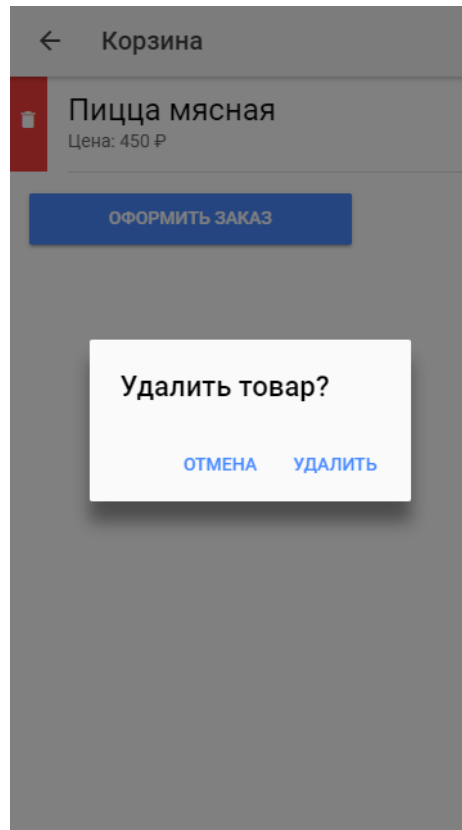 Корзина
Пицца мясная
Цена: 450 ₽
ОФОРМИТЬ ЗАКАЗ
Удалить товар?
ОТМЕНА УДАЛИТЬ